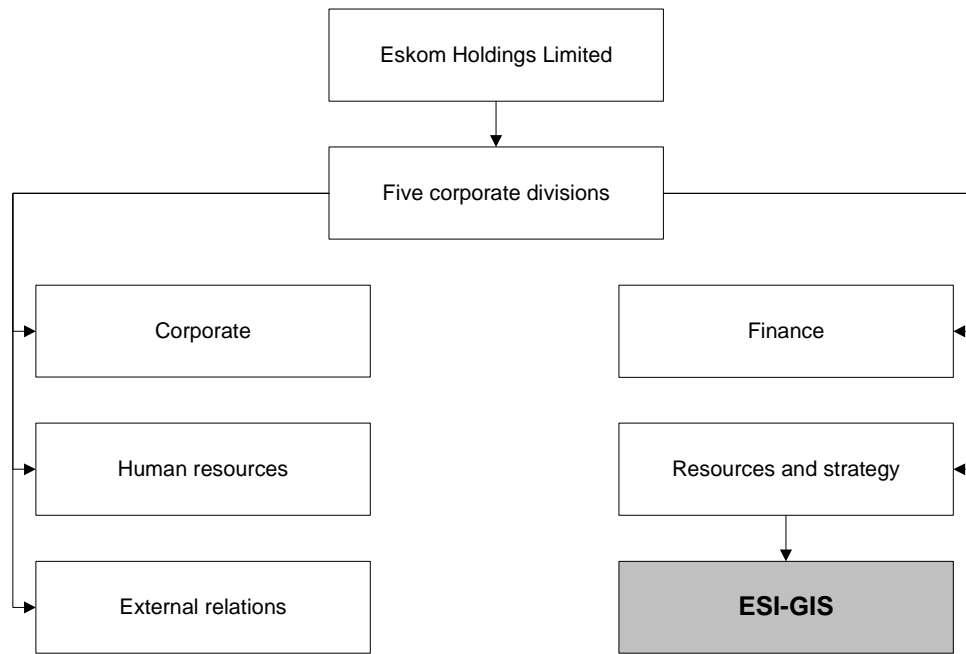 Eskom Holdings Limited
Five corporate divisions
Corporate
Finance
Human resources
Resources and strategy
External relations
ESI-GIS